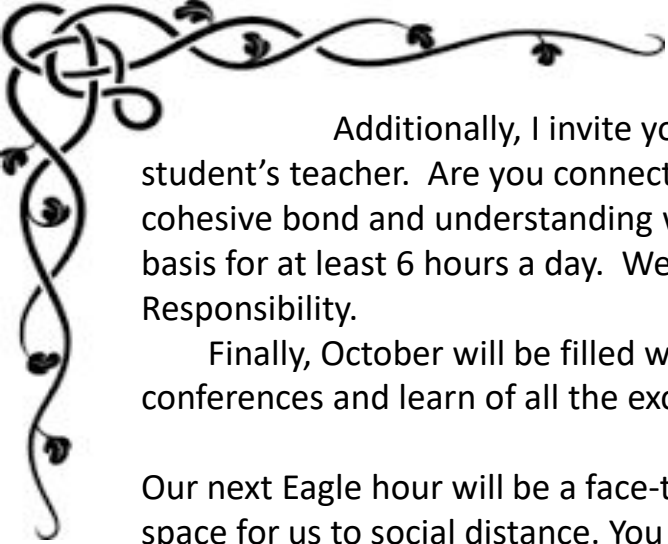 Additionally, I invite yo
student’s teacher.  Are you connect
cohesive bond and understanding v
basis for at least 6 hours a day.  We
Responsibility.
Finally, October will be filled w
conferences and learn of all the exc
Our next Eagle hour will be a face-t
space for us to social distance. You